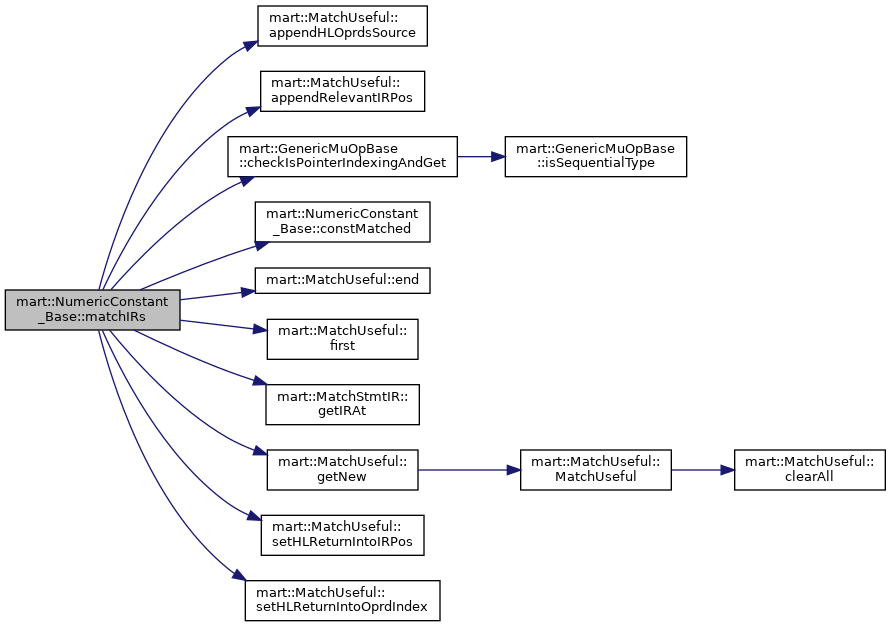 mart::MatchUseful::
appendHLOprdsSource
mart::MatchUseful::
appendRelevantIRPos
mart::GenericMuOpBase
::checkIsPointerIndexingAndGet
mart::GenericMuOpBase
::isSequentialType
mart::NumericConstant
_Base::constMatched
mart::MatchUseful::end
mart::NumericConstant
_Base::matchIRs
mart::MatchUseful::
first
mart::MatchStmtIR::
getIRAt
mart::MatchUseful::
getNew
mart::MatchUseful::
MatchUseful
mart::MatchUseful::
clearAll
mart::MatchUseful::
setHLReturnIntoIRPos
mart::MatchUseful::
setHLReturnIntoOprdIndex